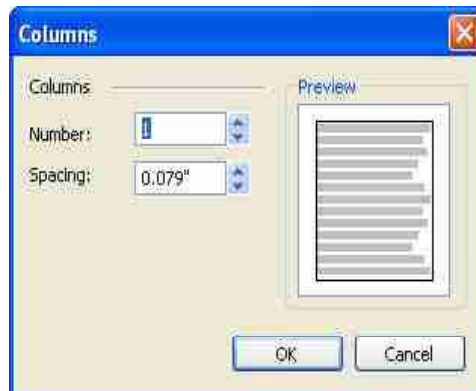 Columns
Columns
Preview
Number: 1
Spacing: 0.079"
OK Cancel